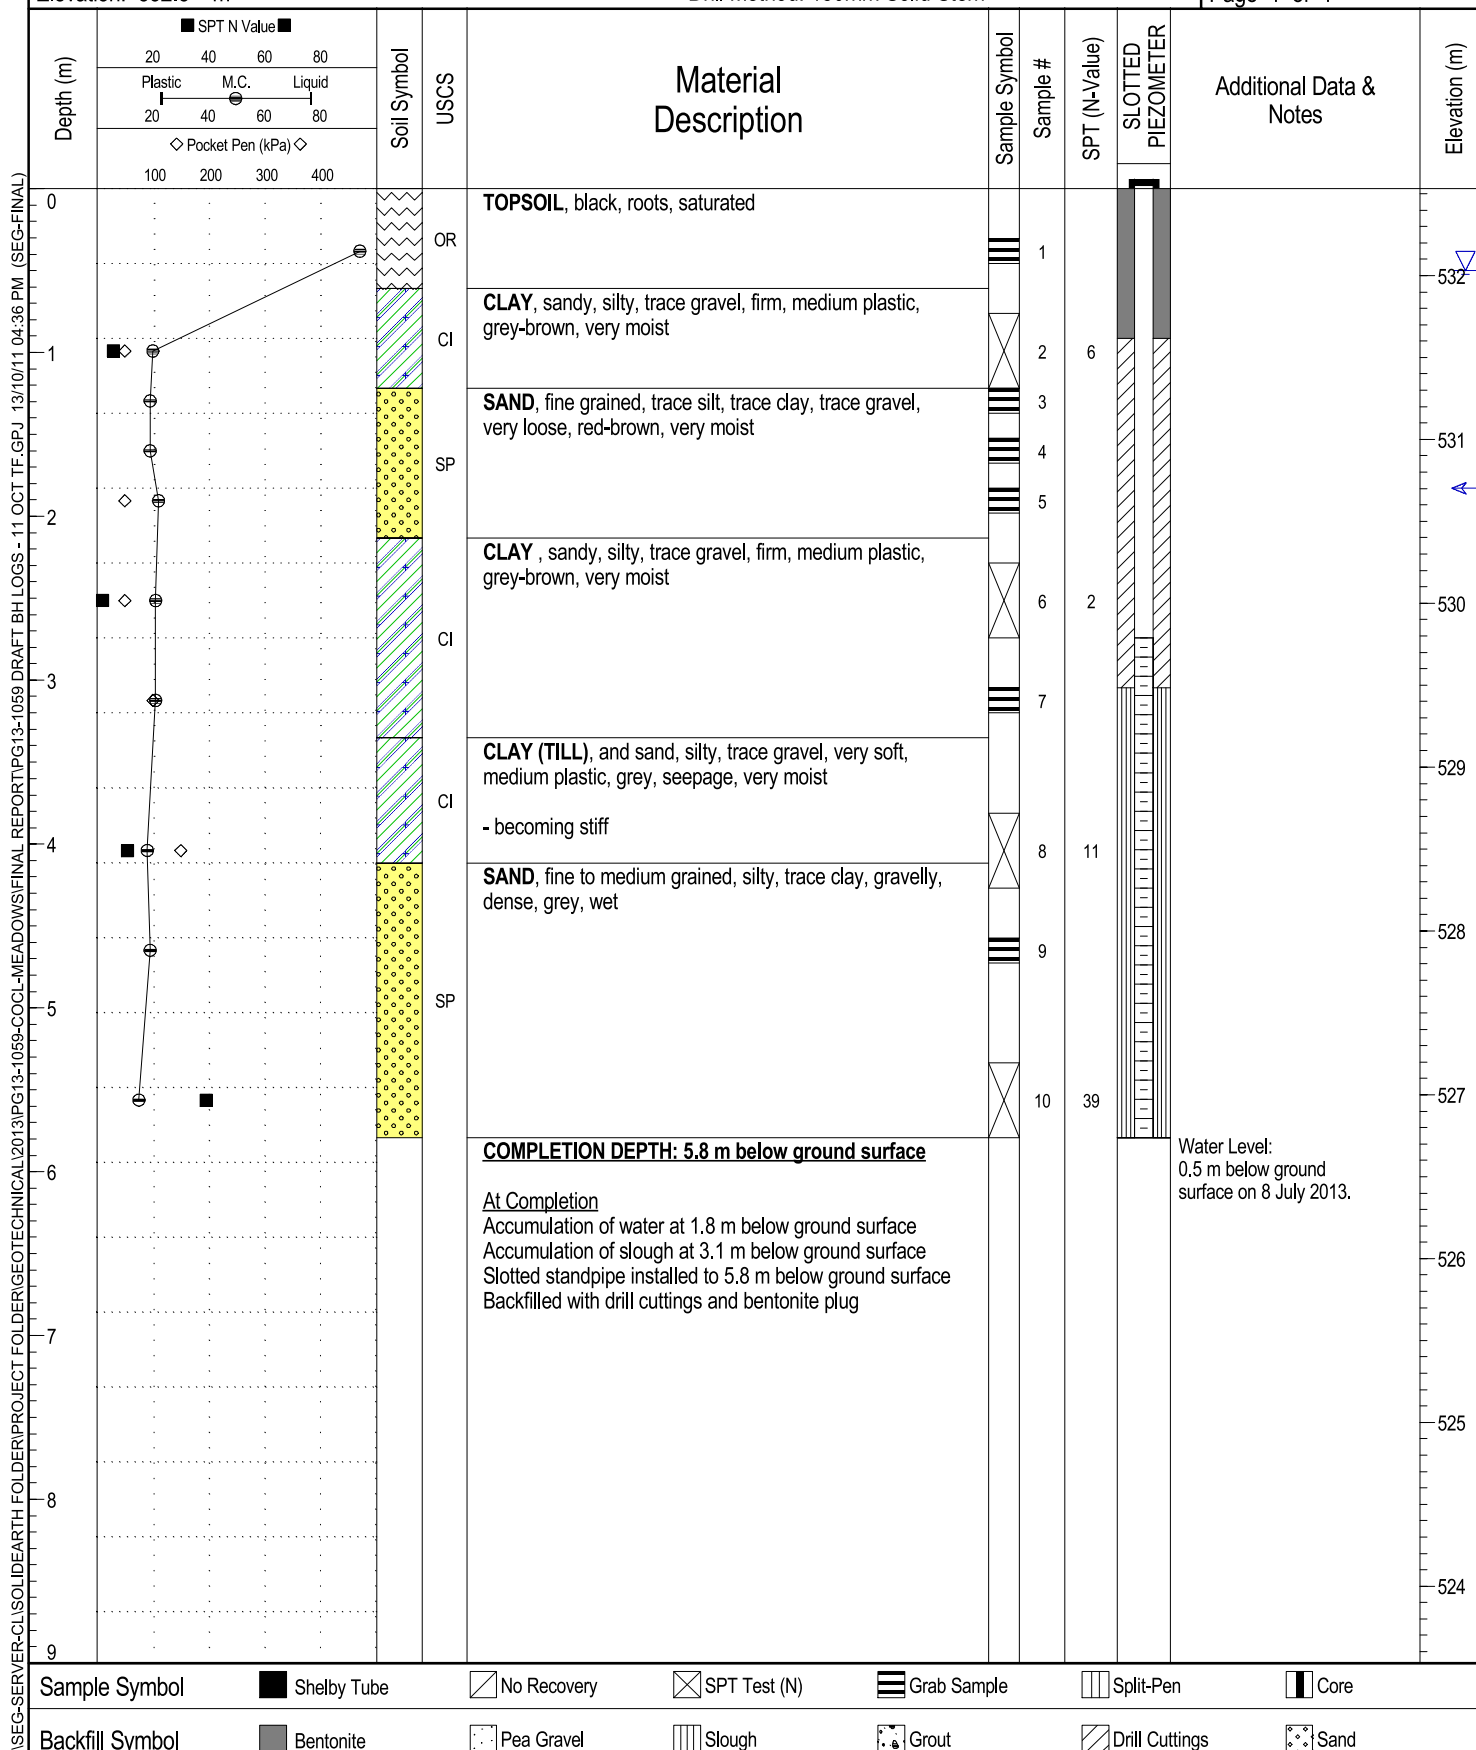 SPT N Value
20 40 60 80
Plastic M.C. Liquid
20 40 60 80
Pocket Pen (kPa)
100 200 300 400
Depth (m)
Soil Symbol
USCS
Material
Description
Sample Symbol
Sample #
SPT (N-Value)
SLOTTED
PIEZOMETER
Additional Data &
Notes
Elevation (m)
0
TOPSOIL, black, roots, saturated
OR
1
532
CLAY, sandy, silty, trace gravel, firm, medium plastic,
grey-brown, very moist
CI
1
2 6
SAND, fine grained, trace silt, trace clay, trace gravel,
very loose, red-brown, very moist
3
531
4
SP
5
2
CLAY , sandy, silty, trace gravel, firm, medium plastic,
grey-brown, very moist
6 2
530
CI
3
7
CLAY (TILL), and sand, silty, trace gravel, very soft,
medium plastic, grey, seepage, very moist
529
CI
- becoming stiff
4
8 11
SAND, fine to medium grained, silty, trace clay, gravelly,
dense, grey, wet
528
9
SP
5
10 39
527
COMPLETION DEPTH: 5.8 m below ground surface
Water Level:
0.5 m below ground
surface on 8 July 2013.
6
At Completion
Accumulation of water at 1.8 m below ground surface
Accumulation of slough at 3.1 m below ground surface
Slotted standpipe installed to 5.8 m below ground surface
Backfilled with drill cuttings and bentonite plug
526
7
525
8
524
9
Sample Symbol Shelby Tube No Recovery SPT Test (N) Grab Sample Split-Pen Core
Backfill Symbol Bentonite Pea Gravel Slough Grout Drill Cuttings Sand
\SEG-SERVER-CL\SOLIDEARTH FOLDER\PROJECT FOLDER\GEOTECHNICAL\2013\PG13-1059-COCL-MEADOWS\FINAL REPORT\PG13-1059 DRAFT BH LOGS - 11 OCT TF.GPJ 13/10/11 04:36 PM (SEG-FINAL)